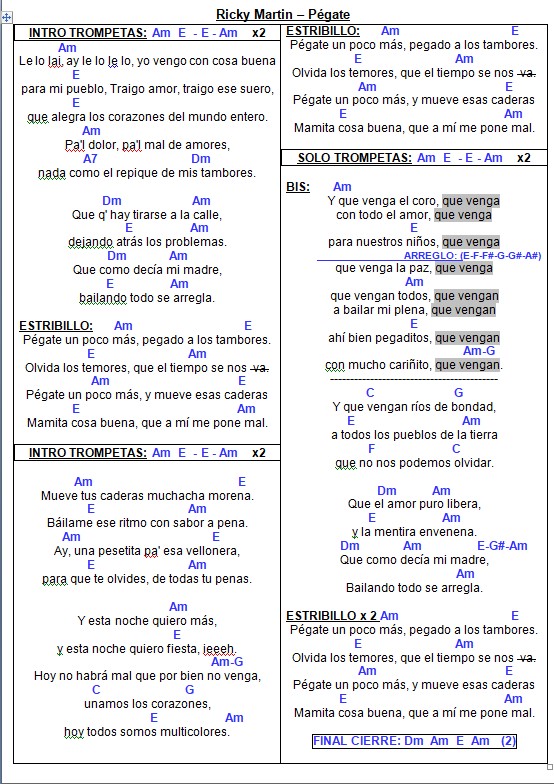 Ricky Martin – Pégate
INTRO TROMPETAS: Am E - E - Am x2
Am
Le lo lai, ay le lo le lo, yo vengo con cosa buena
E
para mi pueblo, Traigo amor, traigo ese suero,
E
que alegra los corazones del mundo entero.
Am
Pa'l dolor, pa'l mal de amores,
A7 Dm
nada como el repique de mis tambores.
Dm Am
Que q' hay tirarse a la calle,
E Am
dejando atrás los problemas.
Dm Am
Que como decía mi madre,
E Am
bailando todo se arregla.
ESTRIBILLO: Am E
Pégate un poco más, pegado a los tambores.
E Am
Olvida los temores, que el tiempo se nos va.
Am E
Pégate un poco más, y mueve esas caderas
E Am
Mamita cosa buena, que a mí me pone mal.
INTRO TROMPETAS: Am E - E - Am x2
Am E
Mueve tus caderas muchacha morena.
E Am
Báilame ese ritmo con sabor a pena.
Am E
Ay, una pesetita pa' esa vellonera,
E Am
para que te olvides, de todas tu penas.
Am
Y esta noche quiero más,
E
y esta noche quiero fiesta, ieeeh.
Am-G
Hoy no habrá mal que por bien no venga,
C G
unamos los corazones,
E Am
hoy todos somos multicolores.
ESTRIBILLO: Am E
Pégate un poco más, pegado a los tambores.
E Am
Olvida los temores, que el tiempo se nos va.
Am E
Pégate un poco más, y mueve esas caderas
E Am
Mamita cosa buena, que a mí me pone mal.
SOLO TROMPETAS: Am E - E - Am x2
BIS: Am
Y que venga el coro, que venga
con todo el amor, que venga
E
para nuestros niños, que venga
ARREGLO: (E-F-F#-G-G#-A#)
que venga la paz, que venga
Am
que vengan todos, que vengan
a bailar mi plena, que vengan
E
ahí bien pegaditos, que vengan
Am-G
con mucho cariñito, que vengan.
------------------------------------------
C G
Y que vengan ríos de bondad,
E Am
a todos los pueblos de la tierra
F C
que no nos podemos olvidar.
Dm Am
Que el amor puro libera,
E Am
y la mentira envenena.
Dm Am E-G#-Am
Que como decía mi madre,
Am
Bailando todo se arregla.
ESTRIBILLO x 2 Am E
Pégate un poco más, pegado a los tambores.
E Am
Olvida los temores, que el tiempo se nos va.
Am E
Pégate un poco más, y mueve esas caderas
E Am
Mamita cosa buena, que a mí me pone mal.
FINAL CIERRE: Dm Am E Am (2)